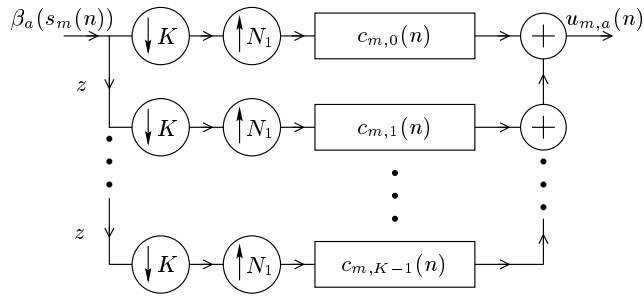 β_a(s_m(n)) ↓K ↑N_1 c_{m,0}(n) + u_{m,a}(n)
z
↓K ↑N_1 c_{m,1}(n) +
z
↓K ↑N_1 c_{m,K−1}(n)